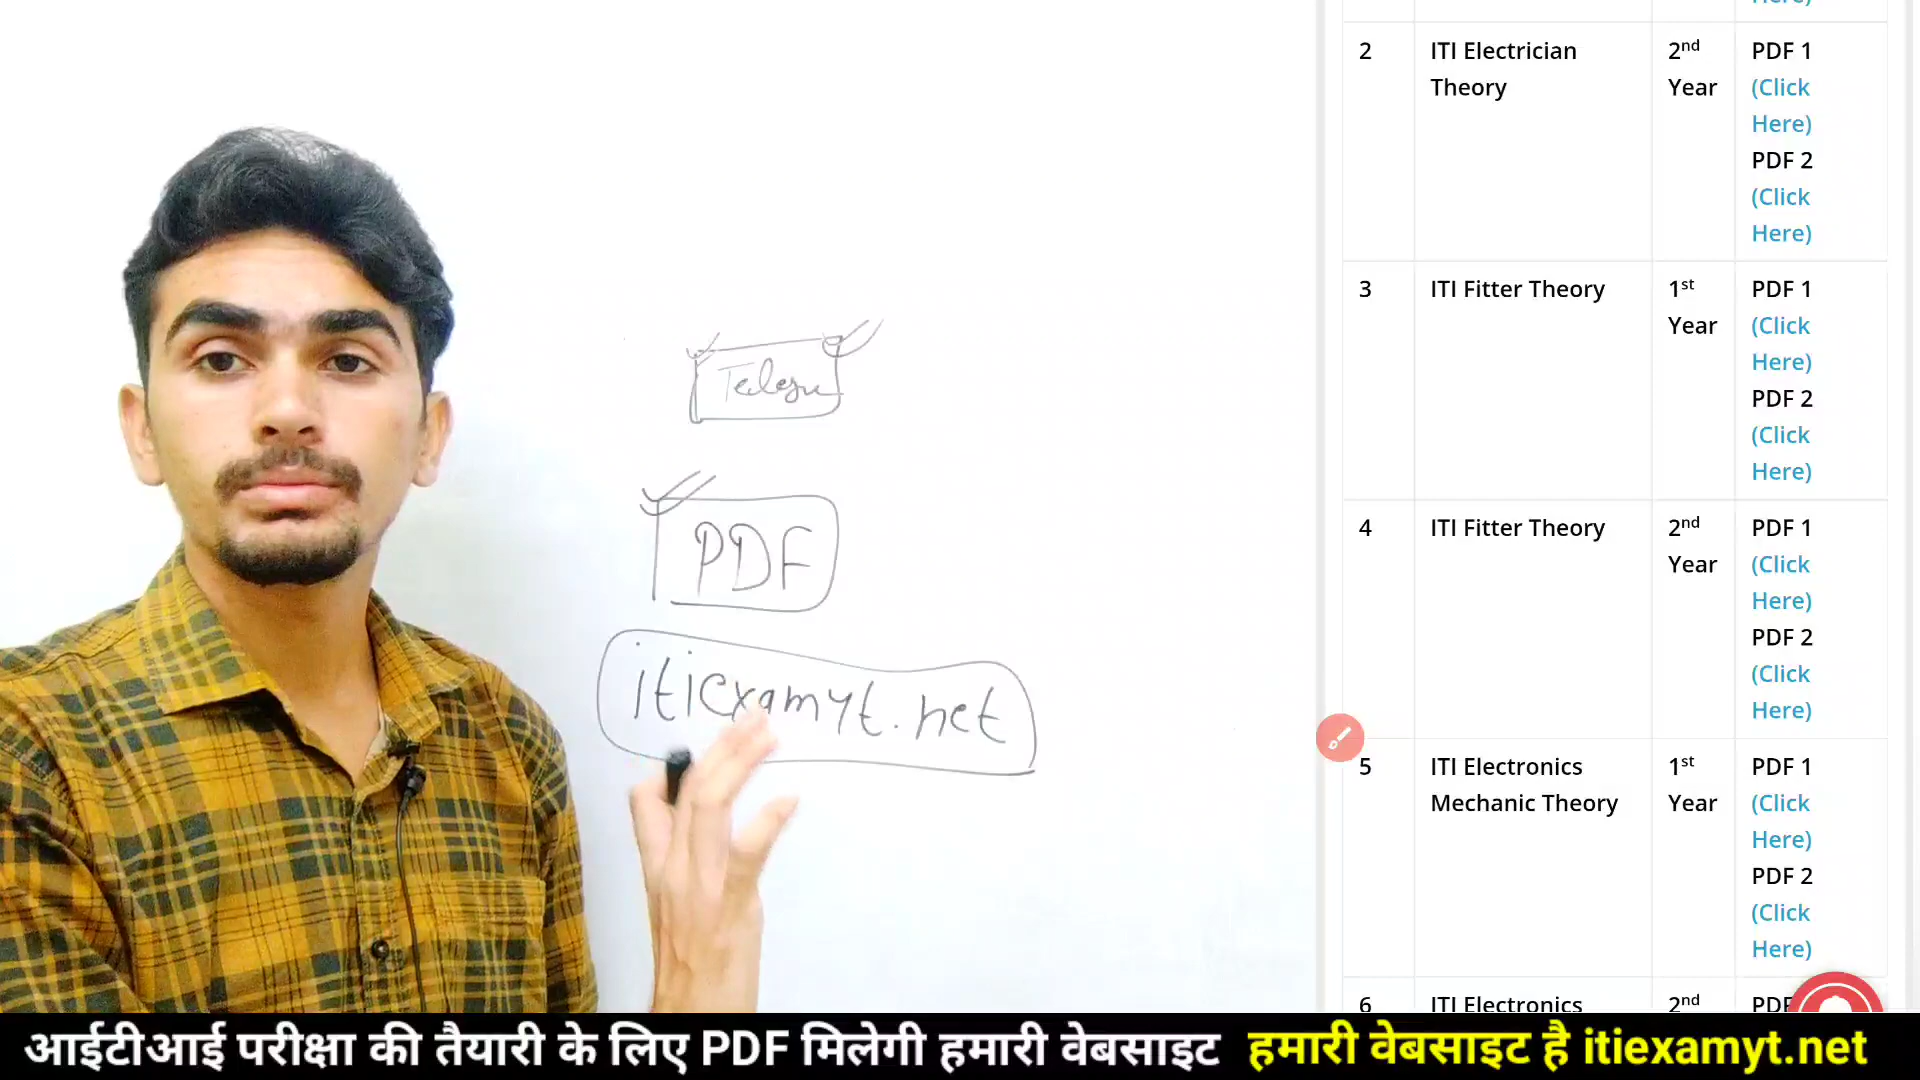 Here)
2
ITI Electrician
Theory
2nd
Year
PDF 1
(Click
Here)
PDF 2
(Click
Here)
3
ITI Fitter Theory
1st
Year
PDF 1
(Click
Here)
PDF 2
(Click
Here)
4
ITI Fitter Theory
2nd
Year
PDF 1
(Click
Here)
PDF 2
(Click
Here)
5
ITI Electronics
Mechanic Theory
1st
Year
PDF 1
(Click
Here)
PDF 2
(Click
Here)
6
ITI Electronics
2nd
PDF
PDF
itiexamyt.net
आईटीआई परीक्षा की तैयारी के लिए PDF मिलेगी हमारी वेबसाइट हमारी वेबसाइट है itiexamyt.net